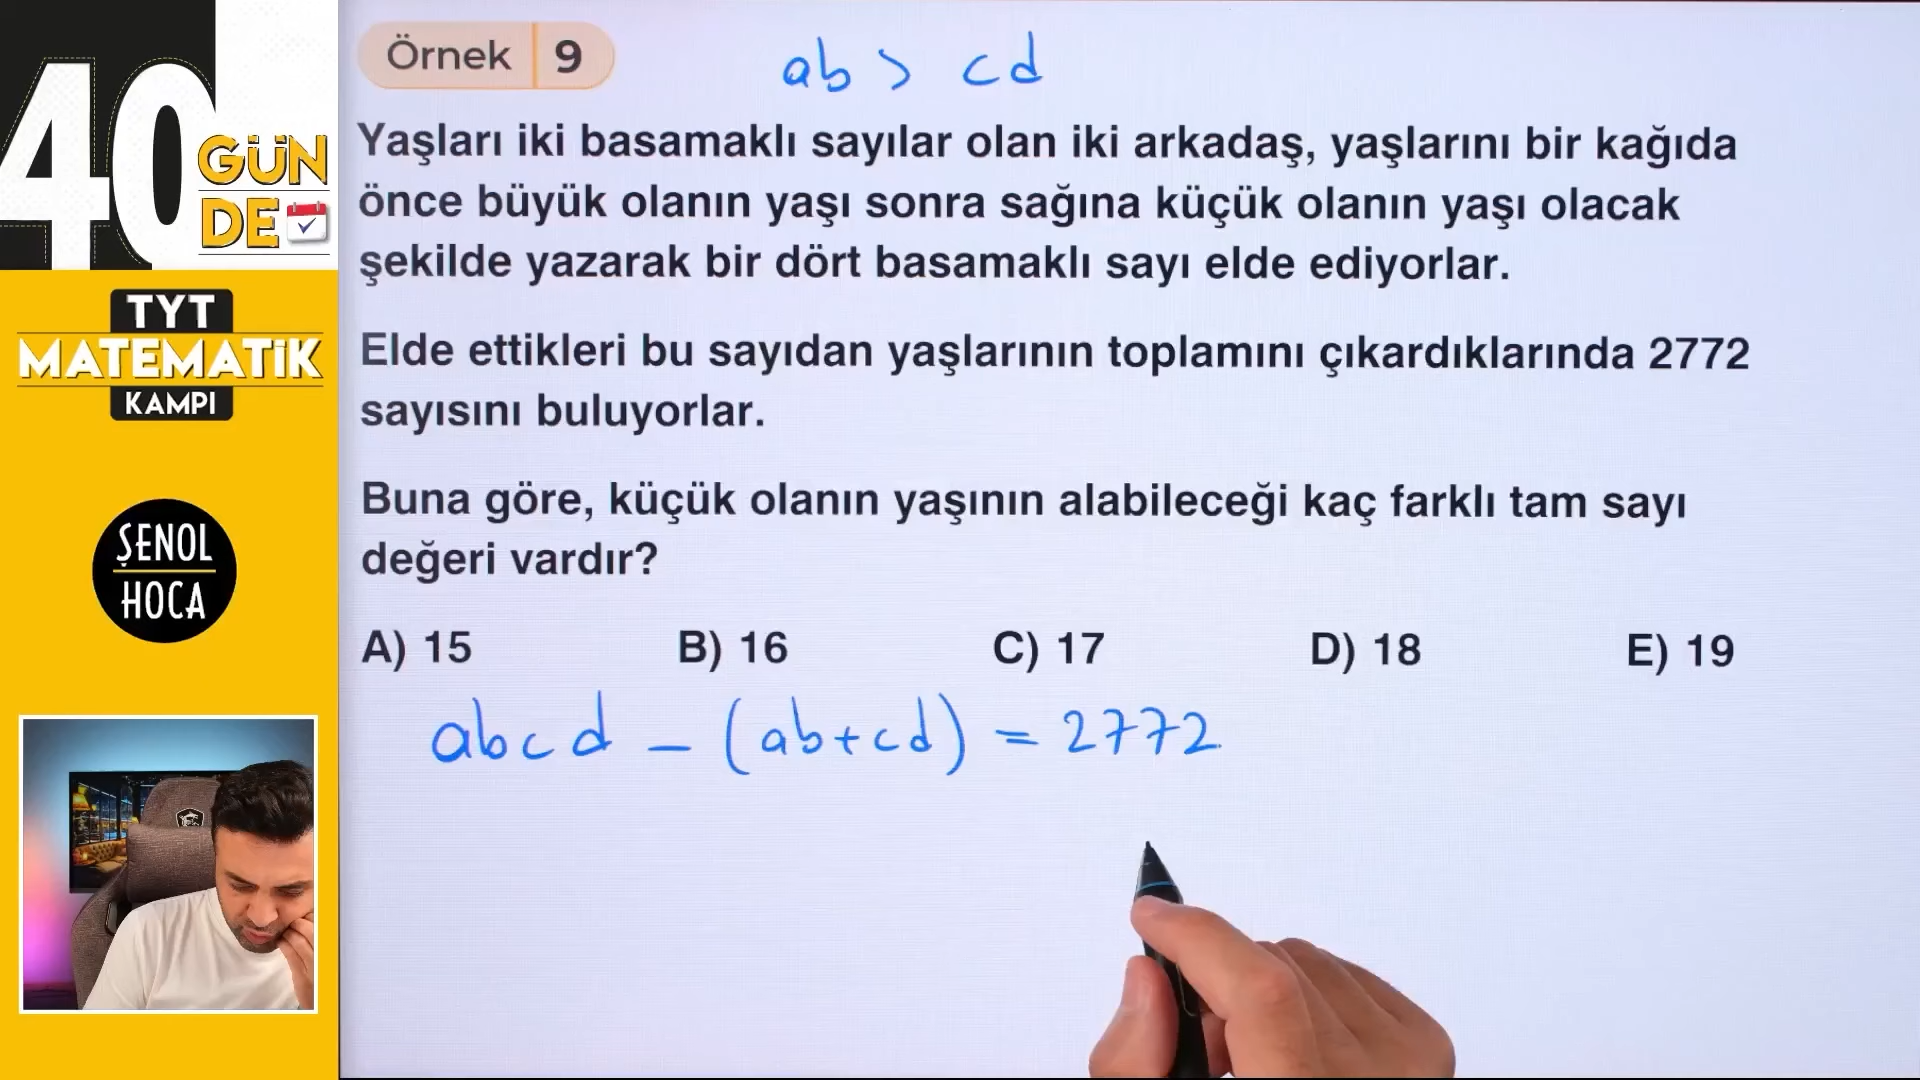 40
GÜN
DE
TYT
MATEMATİK
KAMPI
ŞENOL
HOCA
Örnek 9
ab > cd
Yaşları iki basamaklı sayılar olan iki arkadaş, yaşlarını bir kağıda
önce büyük olanın yaşı sonra sağına küçük olanın yaşı olacak
şekilde yazarak bir dört basamaklı sayı elde ediyorlar.
Elde ettikleri bu sayıdan yaşlarının toplamını çıkardıklarında 2772
sayısını buluyorlar.
Buna göre, küçük olanın yaşının alabileceği kaç farklı tam sayı
değeri vardır?
A) 15 B) 16 C) 17 D) 18 E) 19
abcd - (ab+cd) = 2772